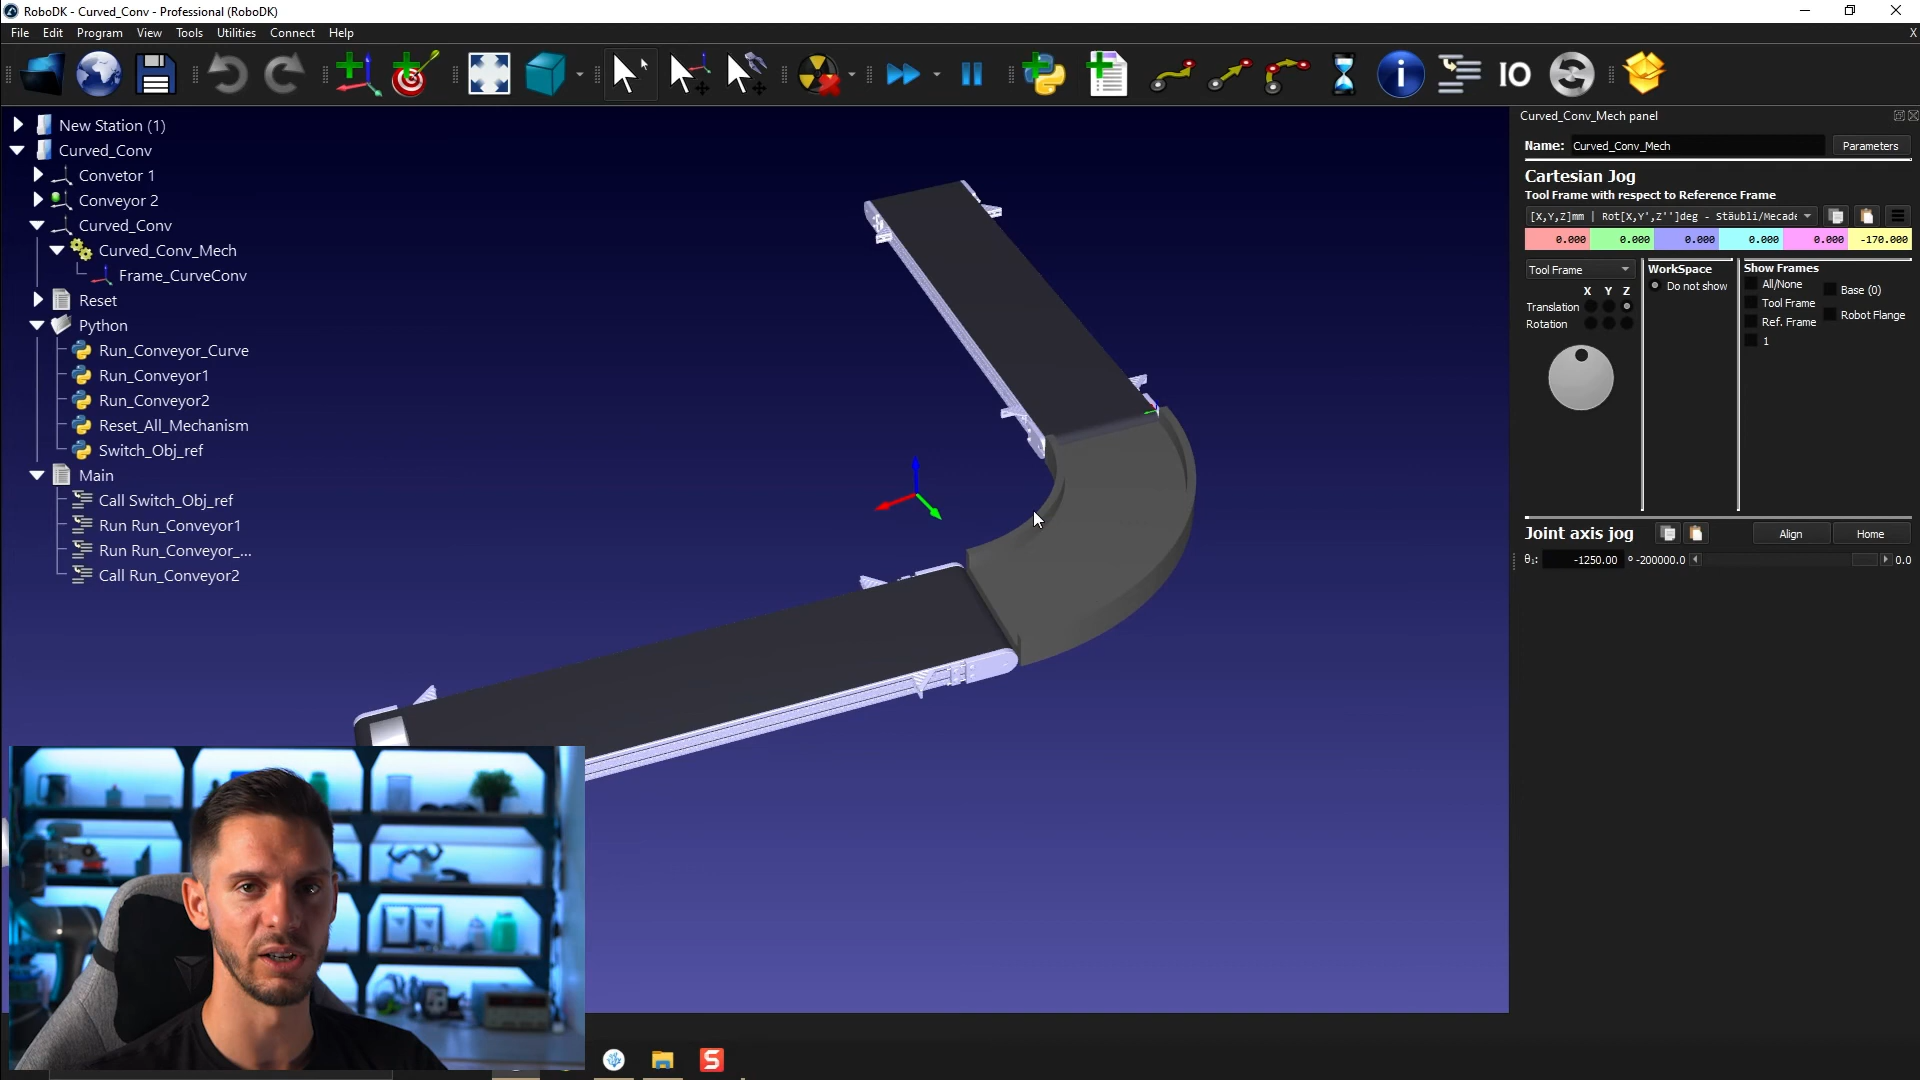 RoboDK - Curved_Conv - Professional (RoboDK)
File Edit Program View Tools Utilities Connect Help
X
IO
New Station (1)
Curved_Conv
Convetor 1
Conveyor 2
Curved_Conv
Curved_Conv_Mech
Frame_CurveConv
Reset
Python
Run_Conveyor_Curve
Run_Conveyor1
Run_Conveyor2
Reset_All_Mechanism
Switch_Obj_ref
Main
Call Switch_Obj_ref
Run Run_Conveyor1
Run Run_Conveyor_...
Call Run_Conveyor2
Curved_Conv_Mech panel
Name: Curved_Conv_Mech Parameters
Cartesian Jog
Tool Frame with respect to Reference Frame
[X,Y,Z]mm | Rot[X,Y',Z'']deg - Stäubli/Mecade
0.000 0.000 0.000 0.000 0.000 -170.000
Tool Frame
X Y Z
Translation
Rotation
WorkSpace
Do not show
Show Frames
All/None
Base (0)
Tool Frame
Robot Flange
Ref. Frame
1
Joint axis jog Align Home
θ₁: -1250.00 º -200000.0 0.0
S